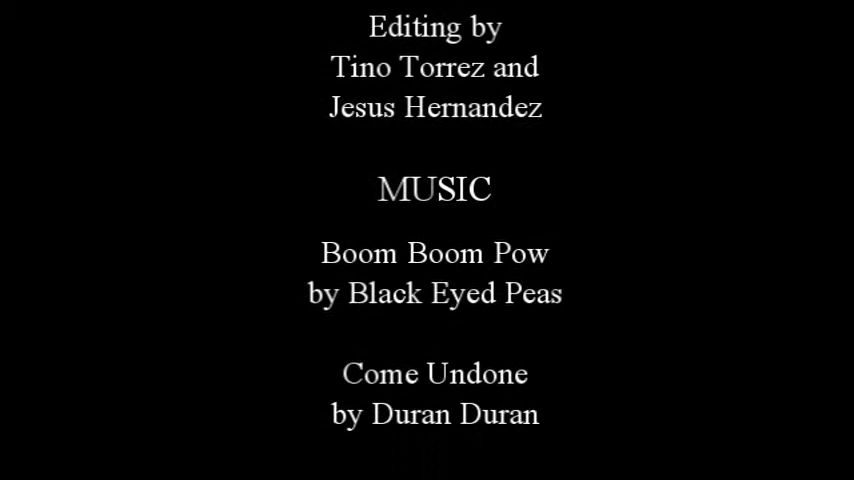 Editing by
Tino Torrez and
Jesus Hernandez
MUSIC
Boom Boom Pow
by Black Eyed Peas
Come Undone
by Duran Duran